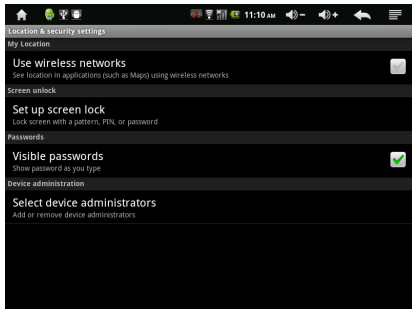 11:10 AM
Location & security settings
My Location
Use wireless networks
See location in applications (such as Maps) using wireless networks
Screen unlock
Set up screen lock
Lock screen with a pattern, PIN, or password
Passwords
Visible passwords
Show password as you type
Device administration
Select device administrators
Add or remove device administrators